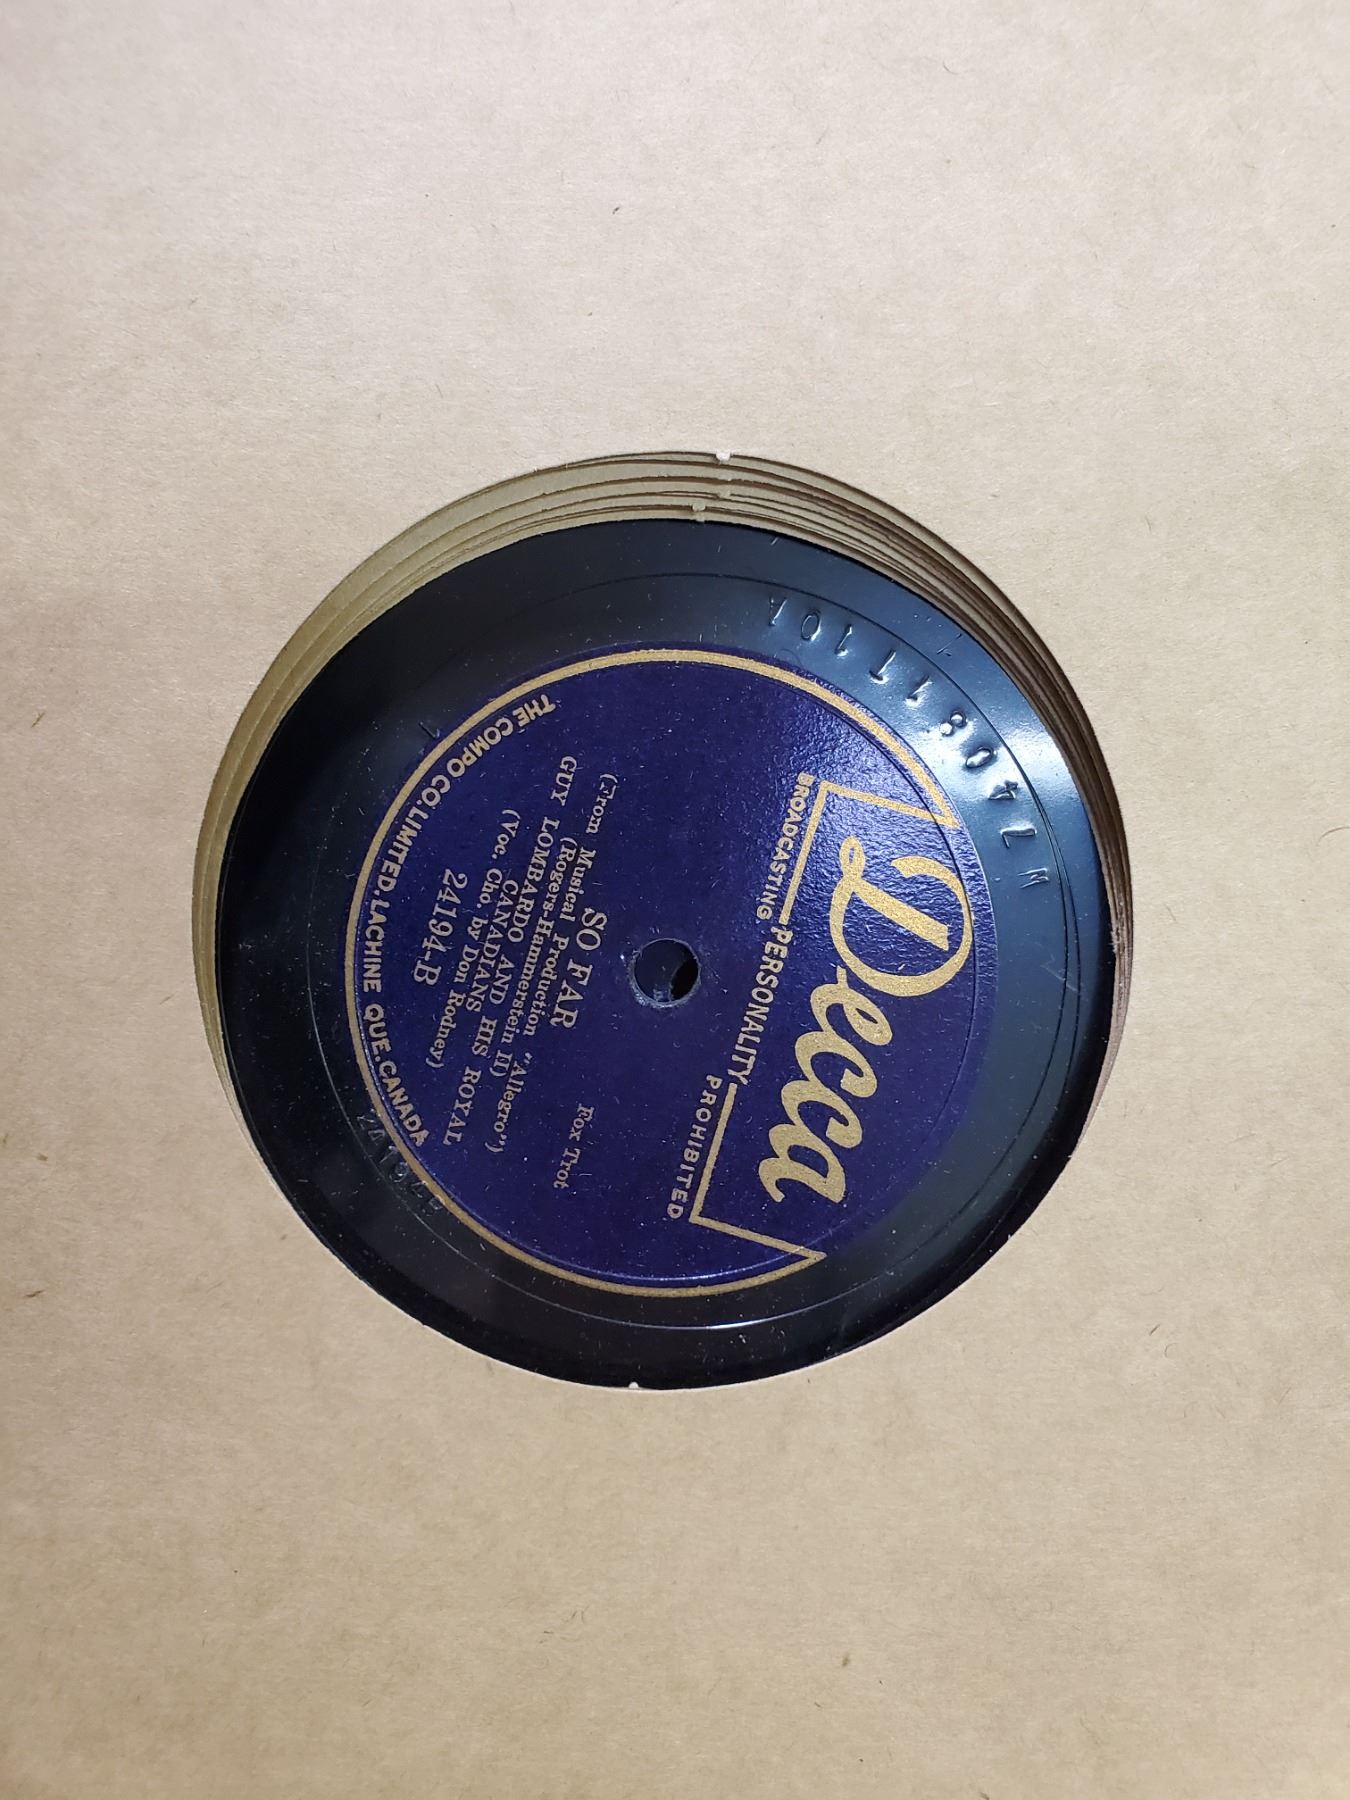 Decca
BROADCASTING PERSONALITY PROHIBITED
Fox Trot
SO FAR
(From Musical Production "Allegro")
(Rogers-Hammerstein II)
GUY LOMBARDO AND HIS ROYAL
CANADIANS
(Voc. Cho. by Don Rodney)
24194-B
THE COMPO CO. LIMITED, LACHINE QUE. CANADA